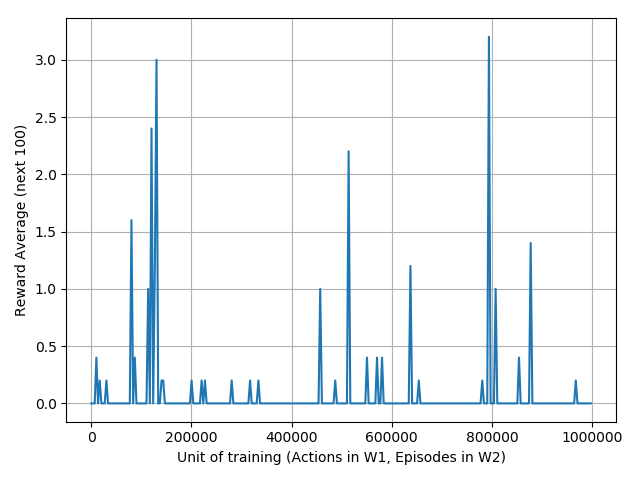 3.0
2.5
2.0
1.5
1.0
0.5
0.0
Reward Average (next 100)
0 200000 400000 600000 800000 1000000
Unit of training (Actions in W1, Episodes in W2)